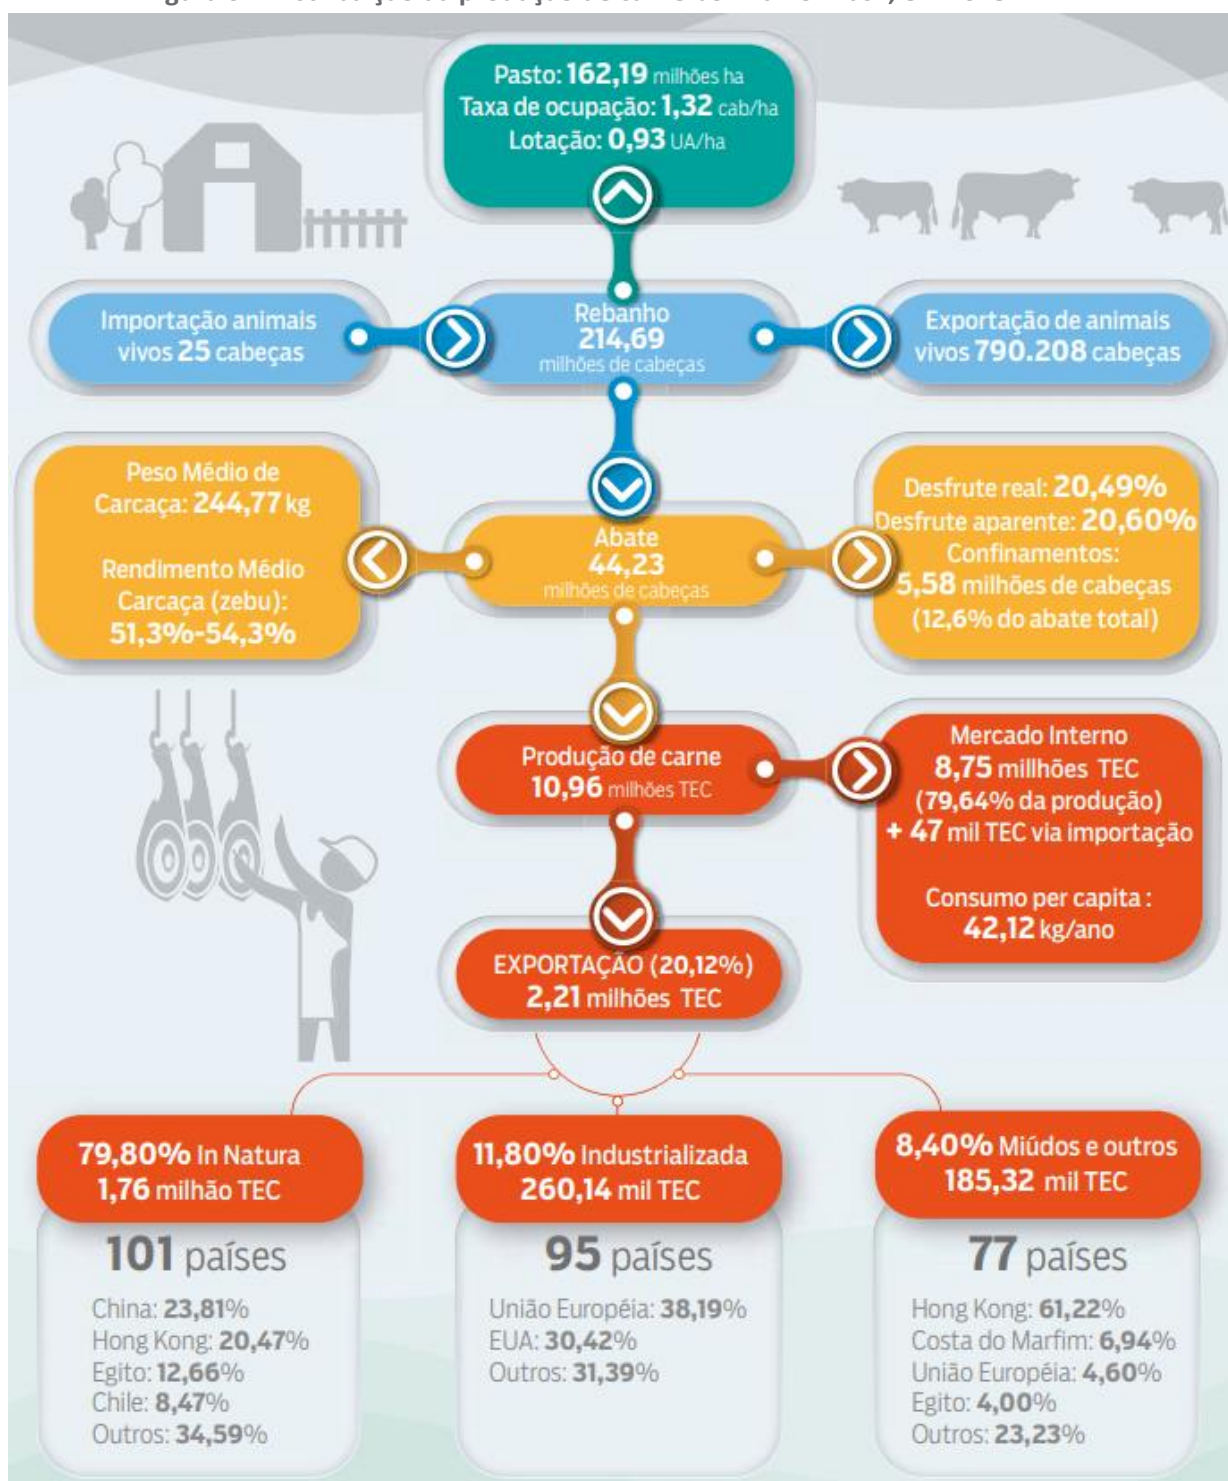 Pasto: 162,19 milhões ha
Taxa de ocupação: 1,32 cab/ha
Lotação: 0,93 UA/ha
Importação animais
vivos 25 cabeças
Rebanho
214,69
milhões de cabeças
Exportação de animais
vivos 790.208 cabeças
Peso Médio de
Carcaça: 244,77 kg
Rendimento Médio
Carcaça (zebu):
51,3%-54,3%
Abate
44,23
milhões de cabeças
Desfrute real: 20,49%
Desfrute aparente: 20,60%
Confinamentos:
5,58 milhões de cabeças
(12,6% do abate total)
Produção de carne
10,96 milhões TEC
Mercado Interno
8,75 millhões TEC
(79,64% da produção)
+ 47 mil TEC via importação
Consumo per capita :
42,12 kg/ano
EXPORTAÇÃO (20,12%)
2,21 milhões TEC
79,80% In Natura
1,76 milhão TEC
101 países
China: 23,81%
Hong Kong: 20,47%
Egito: 12,66%
Chile: 8,47%
Outros: 34,59%
11,80% Industrializada
260,14 mil TEC
95 países
União Européia: 38,19%
EUA: 30,42%
Outros: 31,39%
8,40% Miúdos e outros
185,32 mil TEC
77 países
Hong Kong: 61,22%
Costa do Marfim: 6,94%
União Européia: 4,60%
Egito: 4,00%
Outros: 23,23%